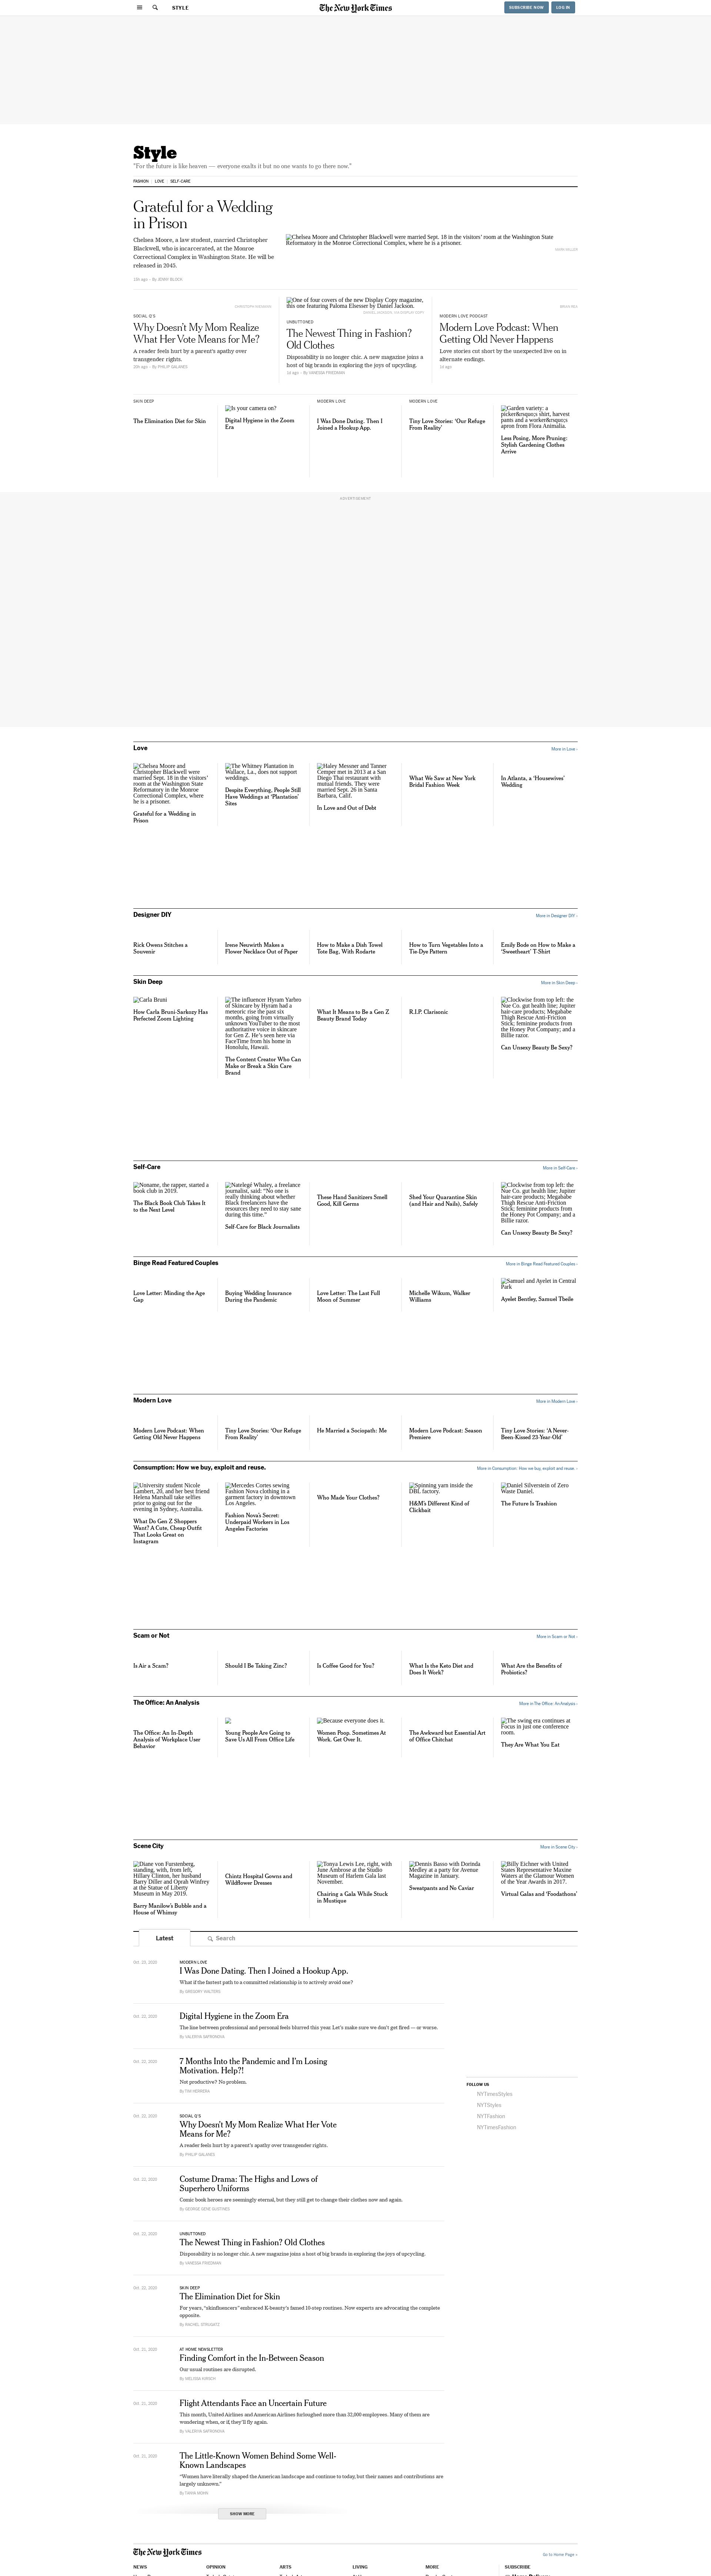 STYLE
The New York Times
SUBSCRIBE NOW
LOG IN
Style
"For the future is like heaven — everyone exalts it but no one wants to go there now."
FASHION
LOVE
SELF-CARE
Grateful for a Wedding
in Prison
Chelsea Moore, a law student, married Christopher
Blackwell, who is incarcerated, at the Monroe
Correctional Complex in Washington State. He will be
released in 2045.
By JENNY BLOCK
Chelsea Moore and Christopher Blackwell were married Sept. 18 in the visitors' room at the Washington State
Reformatory in the Monroe Correctional Complex, where he is a prisoner.
SOCIAL Q'S
Why Doesn't My Mom Realize
What Her Vote Means for Me?
A reader feels hurt by a parent's apathy over
transgender rights.
By PHILIP GALANES
One of four covers of the new Display Copy magazine,
this one featuring Paloma Elsesser by Daniel Jackson.
UNBUTTONED
The Newest Thing in Fashion?
Old Clothes
Disposability is no longer chic. A new magazine joins a
host of big brands in exploring the joys of upcycling.
1d ago - By VANESSA FRIEDMAN
MODERN LOVE PODCAST
Modern Love Podcast: When
Getting Old Never Happens
Love stories cut short by the unexpected live on in
alternate endings.
1d ago
SKIN DEEP
The Elimination Diet for Skin
Is your camera on?
Digital Hygiene in the Zoom
Era
MODERN LOVE
I Was Done Dating. Then I
Joined a Hookup App.
MODERN LOVE
Tiny Love Stories: 'Our Refuge
From Reality'
Garden variety: a
picker&rsquo;s shirt, harvest
pants and a worker&rsquo;s
apron from Flora Animalia.
Less Posing, More Pruning:
Stylish Gardening Clothes
Arrive
ADVERTISEMENT
Love
More in Love ›
Chelsea Moore and
Christopher Blackwell were
married Sept. 18 in the visitors'
room at the Washington State
Reformatory in the Monroe
Correctional Complex, where
he is a prisoner.
Grateful for a Wedding in
Prison
The Whitney Plantation in
Wallace, La., does not support
weddings.
Despite Everything, People Still
Have Weddings at 'Plantation'
Sites
Haley Messner and Tanner
Cemper met in 2013 at a San
Diego Thai restaurant with
mutual friends. They were
married Sept. 26 in Santa
Barbara, Calif.
In Love and Out of Debt
What We Saw at New York
Bridal Fashion Week
In Atlanta, a 'Housewives'
Wedding
Designer DIY
More in Designer DIY ›
Rick Owens Stitches a
Souvenir
Irene Neuwirth Makes a
Flower Necklace Out of Paper
How to Make a Dish Towel
Tote Bag, With Rodarte
How to Turn Vegetables Into a
Tie-Dye Pattern
Emily Bode on How to Make a
'Sweetheart' T-Shirt
Skin Deep
More in Skin Deep ›
Carla Bruni
How Carla Bruni-Sarkozy Has
Perfected Zoom Lighting
The influencer Hyram Yarbro
of Skincare by Hyram had a
meteoric rise the past six
months, going from virtually
unknown YouTuber to the most
authoritative voice in skincare
for Gen Z. He's seen here via
FaceTime from his home in
Honolulu, Hawaii.
The Content Creator Who Can
Make or Break a Skin Care
Brand
What It Means to Be a Gen Z
Beauty Brand Today
R.I.P. Clarisonic
Clockwise from top left: the
Nue Co. gut health line; Jupiter
hair-care products; Megababe
Thigh Rescue Anti-Friction
Stick; feminine products from
the Honey Pot Company; and a
Billie razor.
Can Unsexy Beauty Be Sexy?
Self-Care
More in Self-Care ›
Noname, the rapper, started a
book club in 2019.
The Black Book Club Takes It
to the Next Level
Natelegé Whaley, a freelance
journalist, said: "No one is
really thinking about whether
Black freelancers have the
resources they need to stay sane
during this time."
Self-Care for Black Journalists
These Hand Sanitizers Smell
Good, Kill Germs
Shed Your Quarantine Skin
(and Hair and Nails), Safely
Clockwise from top left: the
Nue Co. gut health line; Jupiter
hair-care products; Megababe
Thigh Rescue Anti-Friction
Stick; feminine products from
the Honey Pot Company; and a
Billie razor.
Can Unsexy Beauty Be Sexy?
Binge Read Featured Couples
More in Binge Read Featured Couples ›
Love Letter: Minding the Age
Gap
Buying Wedding Insurance
During the Pandemic
Love Letter: The Last Full
Moon of Summer
Michelle Wikum, Walker
Williams
Samuel and Ayelet in Central
Park
Ayelet Bentley, Samuel Tbeile
Modern Love
More in Modern Love ›
Modern Love Podcast: When
Getting Old Never Happens
Tiny Love Stories: 'Our Refuge
From Reality'
He Married a Sociopath: Me
Modern Love Podcast: Season
Premiere
Tiny Love Stories: 'A Never-
Been-Kissed 23-Year-Old'
Consumption: How we buy, exploit and reuse.
More in Consumption: How we buy, exploit and reuse. ›
University student Nicole
Lambert, 20, and her best friend
Helena Marshall take selfies
prior to going out for the
evening in Sydney, Australia.
What Do Gen Z Shoppers
Want? A Cute, Cheap Outfit
That Looks Great on
Instagram
Mercedes Cortes sewing
Fashion Nova clothing in a
garment factory in downtown
Los Angeles.
Fashion Nova's Secret:
Underpaid Workers in Los
Angeles Factories
Who Made Your Clothes?
Spinning yarn inside the
DBL factory.
H&M's Different Kind of
Clickbait
Daniel Silverstein of Zero
Waste Daniel.
The Future Is Trashion
Scam or Not
More in Scam or Not ›
Is Air a Scam?
Should I Be Taking Zinc?
Is Coffee Good for You?
What Is the Keto Diet and
Does It Work?
What Are the Benefits of
Probiotics?
The Office: An Analysis
More in The Office: An Analysis ›
The Office: An In-Depth
Analysis of Workplace User
Behavior
Young People Are Going to
Save Us All From Office Life
Because everyone does it.
Women Poop. Sometimes At
Work. Get Over It.
The Awkward but Essential Art
of Office Chitchat
The swing era continues at
Focus in just one conference
room.
They Are What You Eat
Scene City
More in Scene City ›
Diane von Furstenberg,
standing, with, from left,
Hillary Clinton, her husband
Barry Diller and Oprah Winfrey
at the Statue of Liberty
Museum in May 2019.
Barry Manilow's Bubble and a
House of Whimsy
Chintz Hospital Gowns and
Wildflower Dresses
Tonya Lewis Lee, right, with
June Ambrose at the Studio
Museum of Harlem Gala last
November.
Chairing a Gala While Stuck
in Mustique
Dennis Basso with Dorinda
Medley at a party for Avenue
Magazine in January.
Sweatpants and No Caviar
Billy Eichner with United
States Representative Maxine
Waters at the Glamour Women
of the Year Awards in 2017.
Virtual Galas and 'Foodathons'
Latest
Search
Oct. 23, 2020
MODERN LOVE
I Was Done Dating. Then I Joined a Hookup App.
What if the fastest path to a committed relationship is to actively avoid one?
By GREGORY WALTERS
Oct. 22, 2020
Digital Hygiene in the Zoom Era
The line between professional and personal feels blurred this year. Let's make sure we don't get fired — or worse.
By VALERIYA SAFRONOVA
Oct. 22, 2020
7 Months Into the Pandemic and I'm Losing
Motivation. Help?!
Not productive? No problem.
By TIM HERRERA
Oct. 22, 2020
SOCIAL Q'S
Why Doesn't My Mom Realize What Her Vote
Means for Me?
A reader feels hurt by a parent's apathy over transgender rights.
By PHILIP GALANES
Oct. 22, 2020
Costume Drama: The Highs and Lows of
Superhero Uniforms
Comic book heroes are seemingly eternal, but they still get to change their clothes now and again.
By GEORGE GENE GUSTINES
Oct. 22, 2020
UNBUTTONED
The Newest Thing in Fashion? Old Clothes
Disposability is no longer chic. A new magazine joins a host of big brands in exploring the joys of upcycling.
By VANESSA FRIEDMAN
Oct. 22, 2020
SKIN DEEP
The Elimination Diet for Skin
For years, "skinfluencers" embraced K-beauty's famed 10-step routines. Now experts are advocating the complete
opposite.
By RACHEL STRUGATZ
Oct. 21, 2020
AT HOME NEWSLETTER
Finding Comfort in the In-Between Season
Our usual routines are disrupted.
By MELISSA KIRSCH
Oct. 21, 2020
Flight Attendants Face an Uncertain Future
This month, United Airlines and American Airlines furloughed more than 32,000 employees. Many of them are
wondering when, or if, they'll fly again.
By VALERIYA SAFRONOVA
Oct. 21, 2020
The Little-Known Women Behind Some Well-
Known Landscapes
"Women have literally shaped the American landscape and continue to today, but their names and contributions are
largely unknown."
By TANIA
SHOW MORE
FOLLOW US
NYTimesStyles
NYTStyles
NYTFashion
NYTimesFashion
The New York Times
Go to Home Page »
NEWS
OPINION
ARTS
LIVING
MORE
SUBSCRIBE